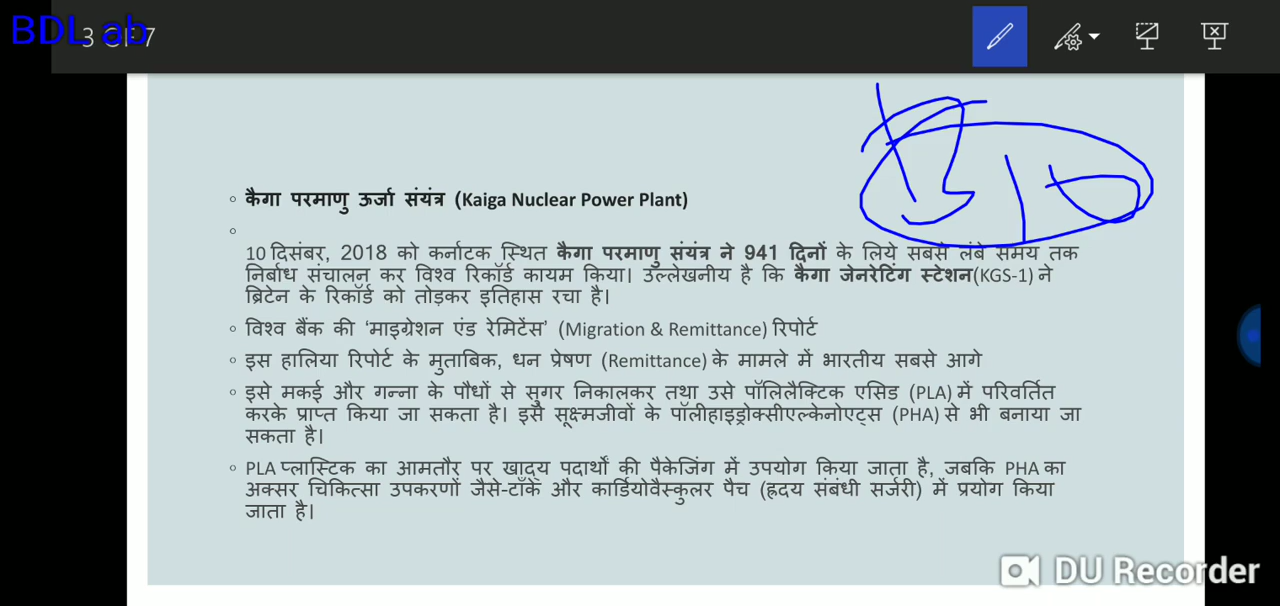 BDL ab
3 OF 7
कैगा परमाणु ऊर्जा संयंत्र (Kaiga Nuclear Power Plant)
10 दिसंबर, 2018 को कर्नाटक स्थित कैगा परमाणु संयंत्र ने 941 दिनों के लिये सबसे लंबे समय तक
निर्बाध संचालन कर विश्व रिकॉर्ड कायम किया। उल्लेखनीय है कि कैगा जेनरेटिंग स्टेशन(KGS-1) ने
ब्रिटेन के रिकॉर्ड को तोड़कर इतिहास रचा है।
विश्व बैंक की ‘माइग्रेशन एंड रेमिटेंस’ (Migration & Remittance) रिपोर्ट
इस हालिया रिपोर्ट के मुताबिक, धन प्रेषण (Remittance) के मामले में भारतीय सबसे आगे
इसे मकई और गन्ना के पौधों से सुगर निकालकर तथा उसे पॉलिलैक्टिक एसिड (PLA) में परिवर्तित
करके प्राप्त किया जा सकता है। इसे सूक्ष्मजीवों के पॉलीहाइड्रोक्सीएल्केनोएट्स (PHA) से भी बनाया जा
सकता है।
PLA प्लास्टिक का आमतौर पर खाद्य पदार्थों की पैकेजिंग में उपयोग किया जाता है, जबकि PHA का
अक्सर चिकित्सा उपकरणों जैसे-टाँके और कार्डियोवैस्कुलर पैच (ह्रदय संबंधी सर्जरी) में प्रयोग किया
जाता है।
DU Recorder